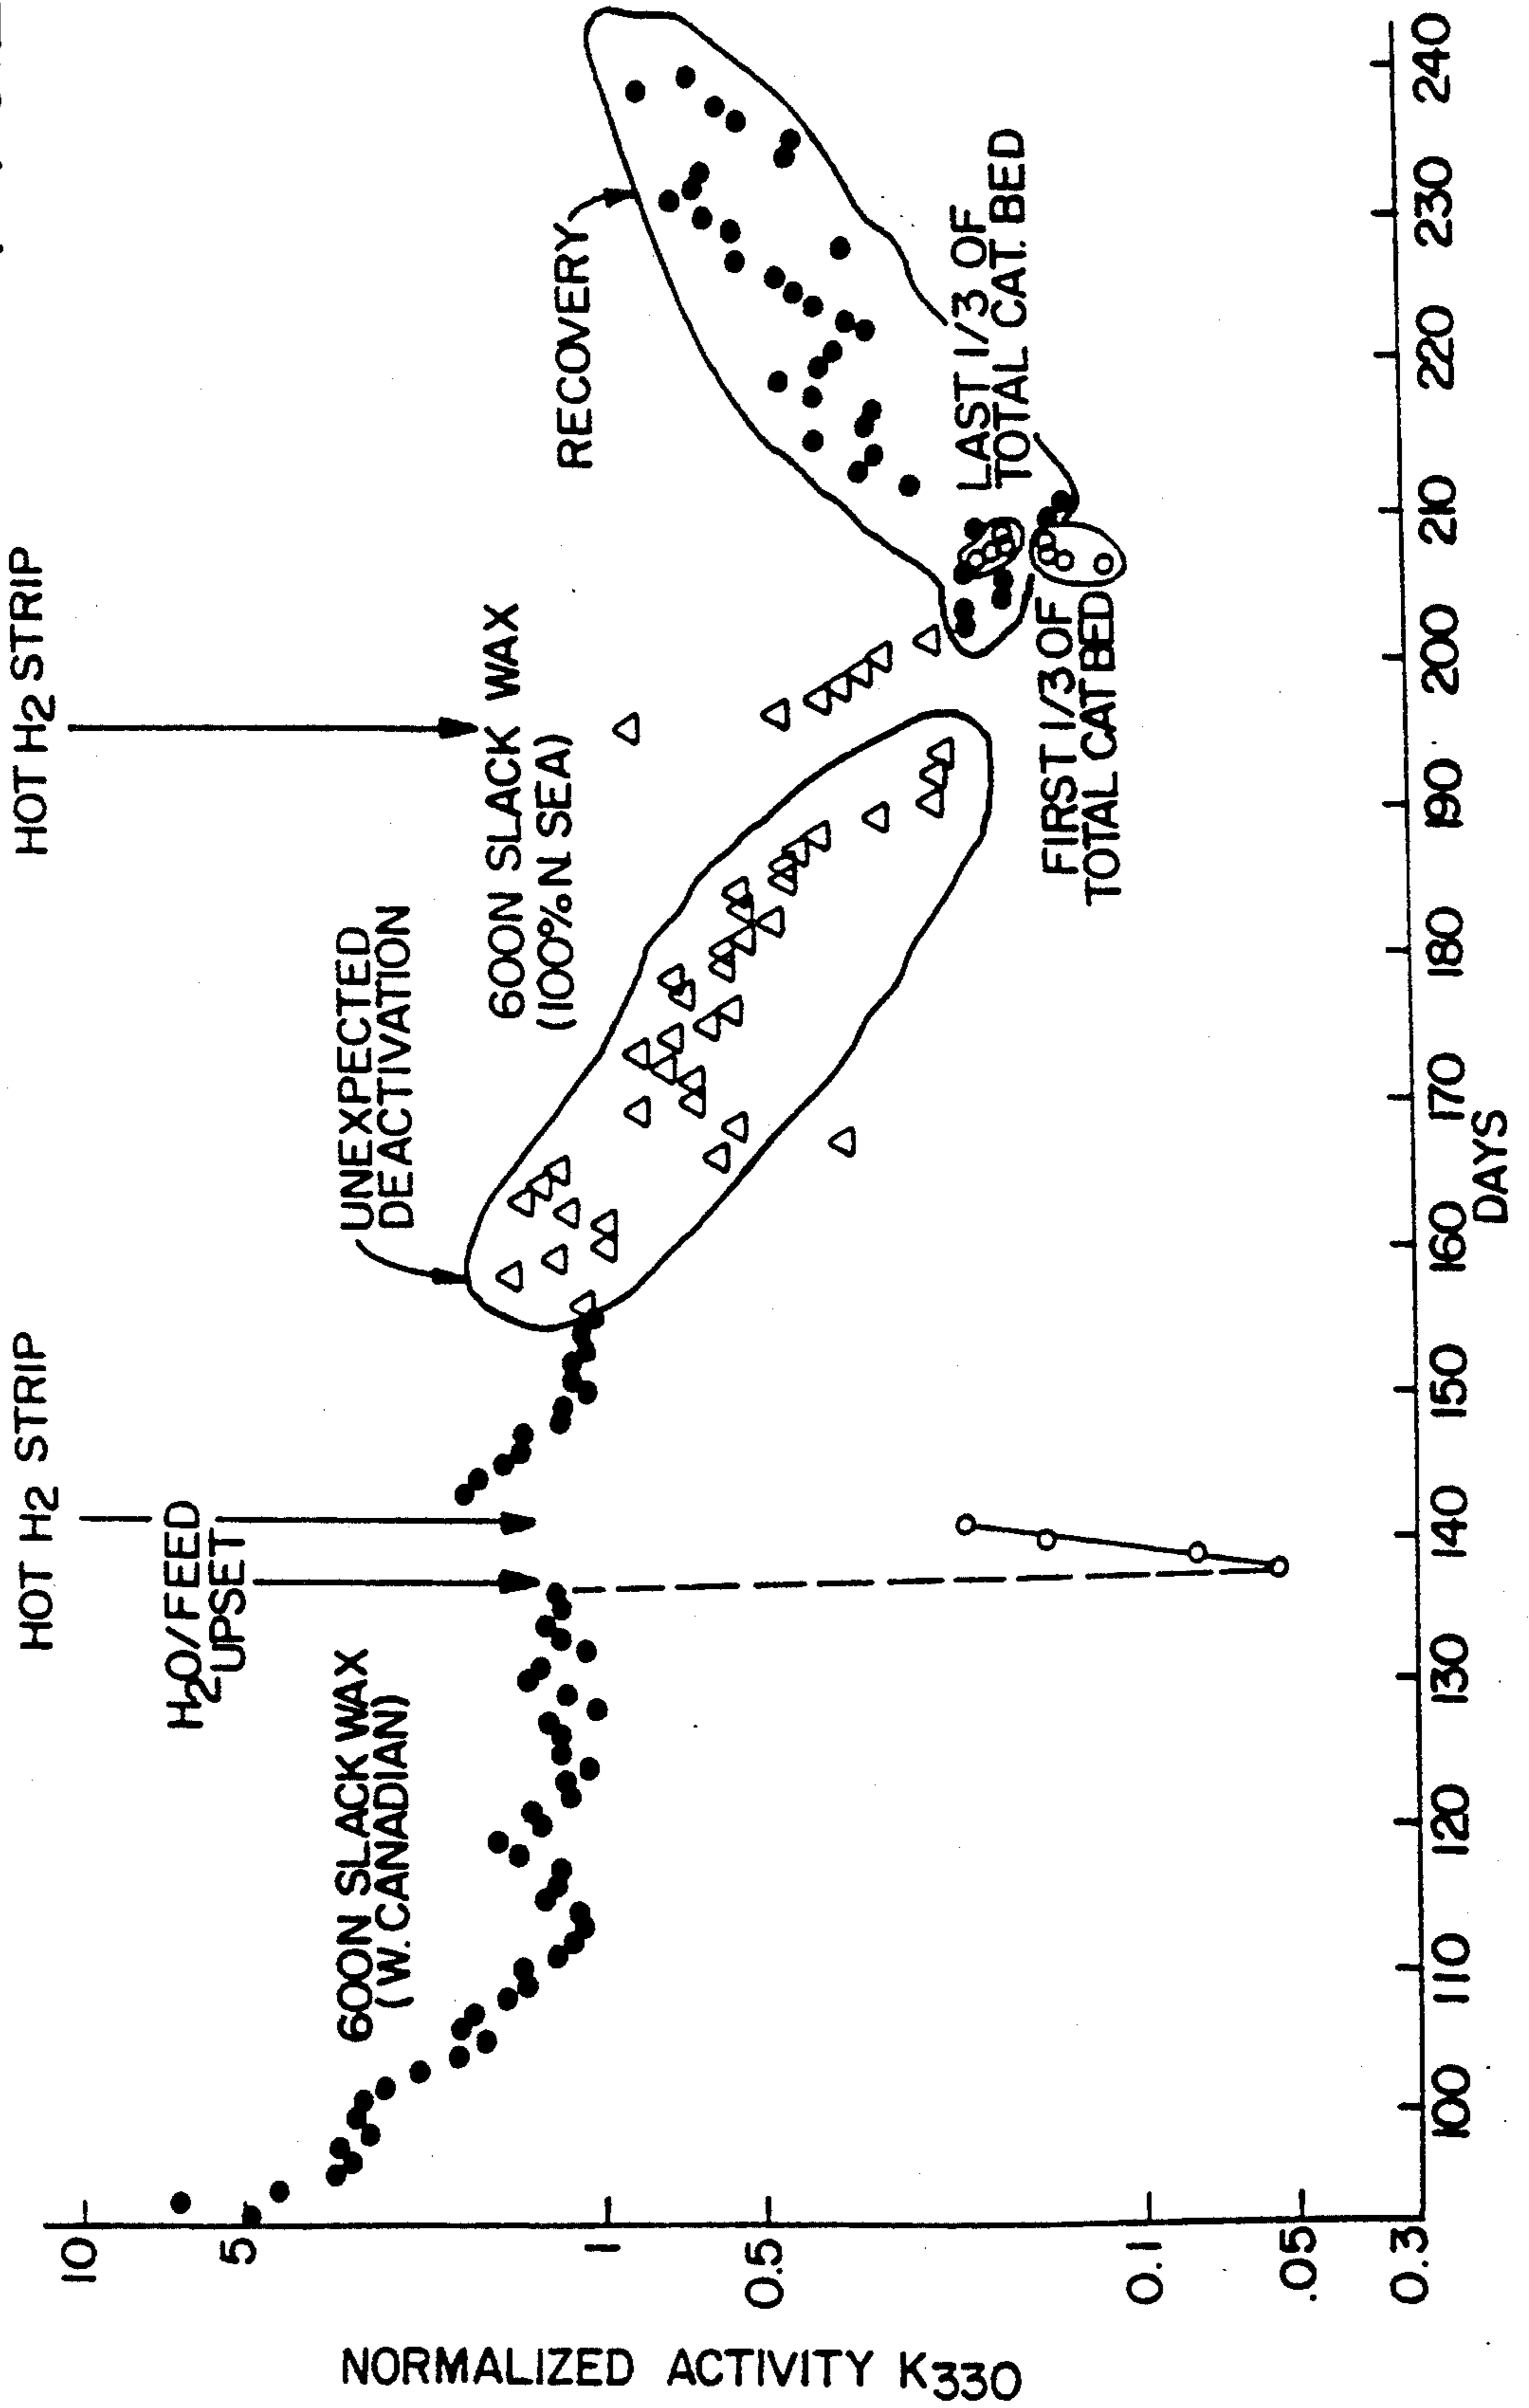 HOT H2 STRIP
HOT H2 STRIP
H2O/FEED
UPSET
600N SLACK WAX
(W. CANADIAN)
UNEXPECTED
DEACTIVATION
600N SLACK WAX
(100% N SEA)
RECOVERY
LAST 1/3 OF
TOTAL CAT. BED
FIRST 1/3 OF
TOTAL CAT BED
NORMALIZED ACTIVITY K330
10
5
1
0.5
0.1
.05
0.3
100
110
120
130
140
150
160
170
180
190
200
210
220
230
240
DAYS